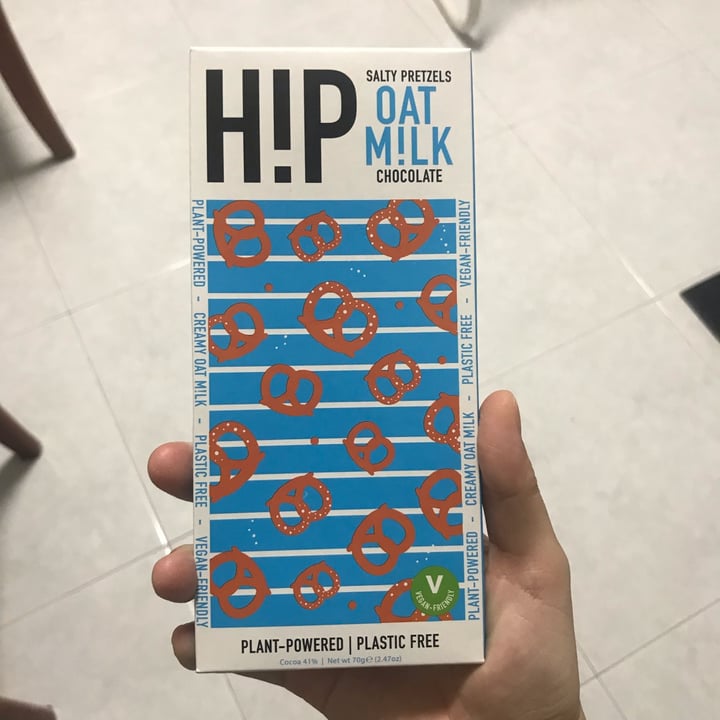 H!P
SALTY PRETZELS
OAT
M!LK
CHOCOLATE
PLANT-POWERED - CREAMY OAT M!LK - PLASTIC FREE - VEGAN-FRIENDLY
PLANT-POWERED - CREAMY OAT MILK - PLASTIC FREE - VEGAN-FRIENDLY
V
VEGAN-FRIENDLY
PLANT-POWERED | PLASTIC FREE
Cocoa 41% | Net wt 70g℮ (2.47oz)